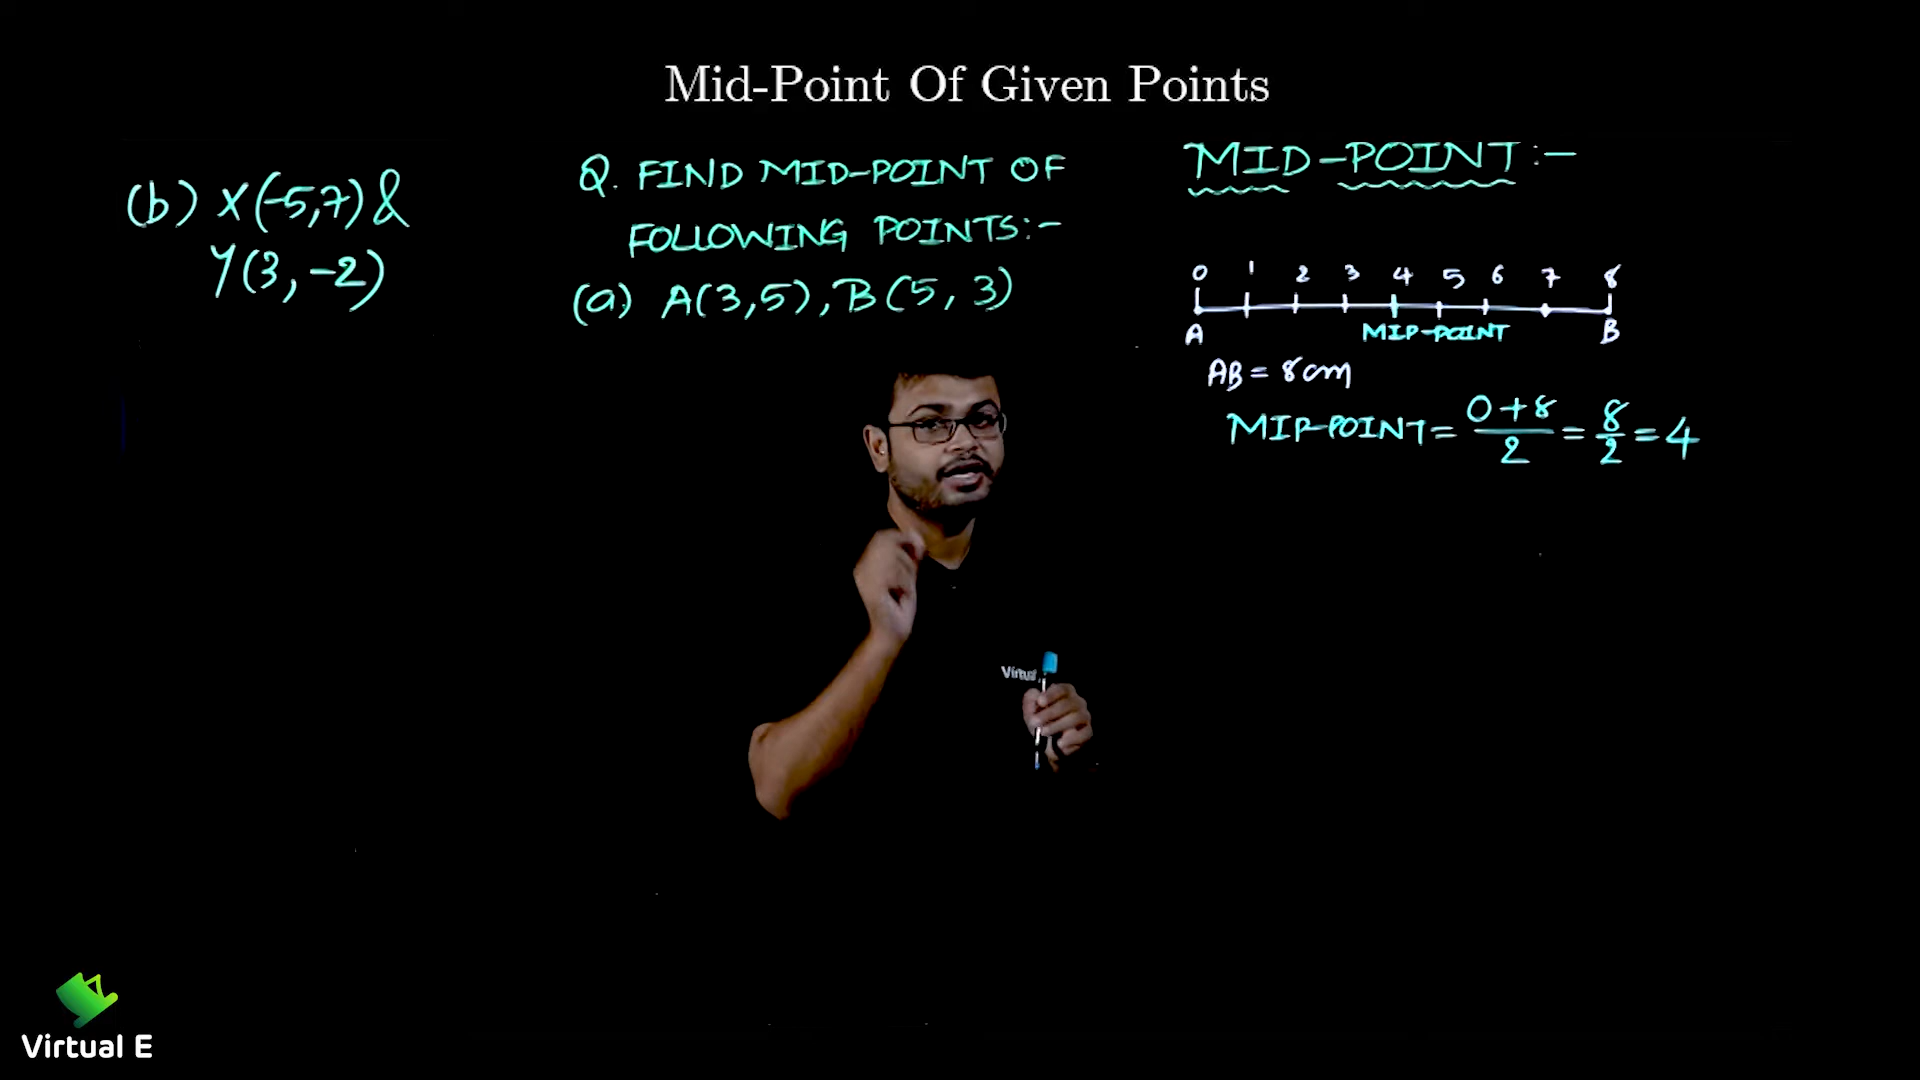 Mid-Point Of Given Points
(b) X(-5,7) &
Y(3, -2)
Q. FIND MID-POINT OF
FOLLOWING POINTS:-
(a) A(3,5), B(5, 3)
MID-POINT:-
0 1 2 3 4 5 6 7 8
A MID-POINT B
AB = 8cm
MID-POINT = 0+8/2 = 8/2 = 4
Virtual
Virtual E